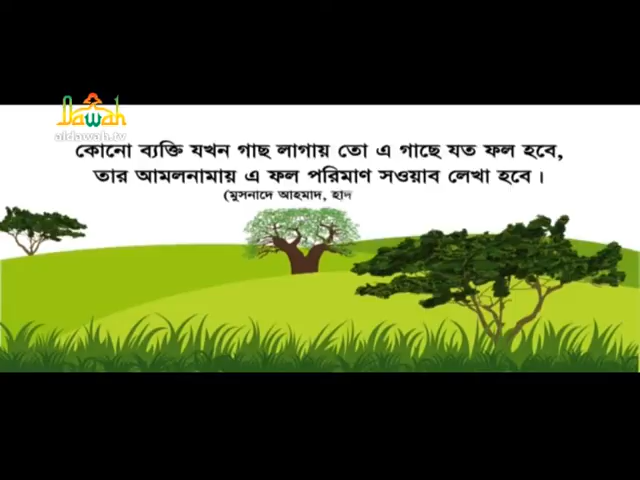 Dawah
aldawah.tv
কোনো ব্যক্তি যখন গাছ লাগায় তো এ গাছে যত ফল হবে,
তার আমলনামায় এ ফল পরিমাণ সওয়াব লেখা হবে।
(মুসনাদে আহমাদ, হাদ